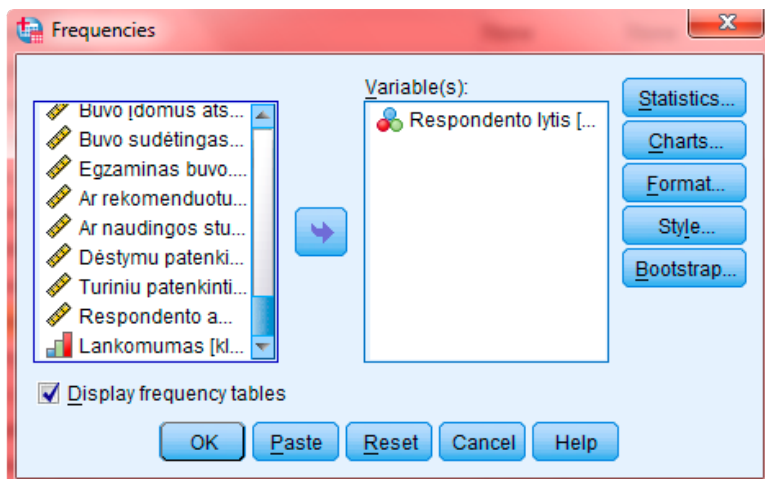 Frequencies
Buvo įdomus ats...
Buvo sudėtingas...
Egzaminas buvo....
Ar rekomenduotu...
Ar naudingos stu...
Dėstymu patenki...
Turiniu patenkinti...
Respondento a...
Lankomumas [kl...
Variable(s):
Respondento lytis [...
Statistics...
Charts...
Format...
Style...
Bootstrap...
Display frequency tables
OK Paste Reset Cancel Help